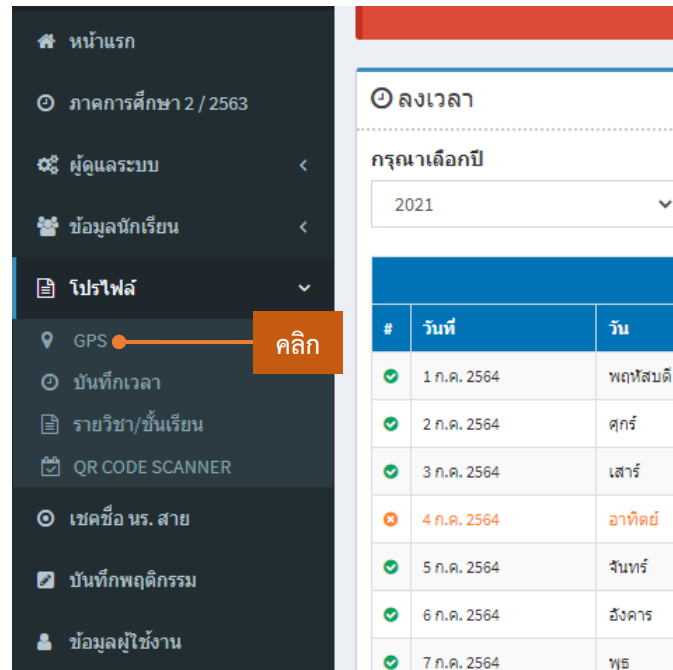 หน้าแรก
ภาคการศึกษา 2 / 2563
ผู้ดูแลระบบ
ข้อมูลนักเรียน
โปรไฟล์
GPS
คลิก
บันทึกเวลา
รายวิชา/ชั้นเรียน
QR CODE SCANNER
เชคชื่อ นร. สาย
บันทึกพฤติกรรม
ข้อมูลผู้ใช้งาน
ลงเวลา
กรุณาเลือกปี
2021
# วันที่ วัน
1 ก.ค. 2564 พฤหัสบดี
2 ก.ค. 2564 ศุกร์
3 ก.ค. 2564 เสาร์
4 ก.ค. 2564 อาทิตย์
5 ก.ค. 2564 จันทร์
6 ก.ค. 2564 อังคาร
7 ก.ค. 2564 พุธ